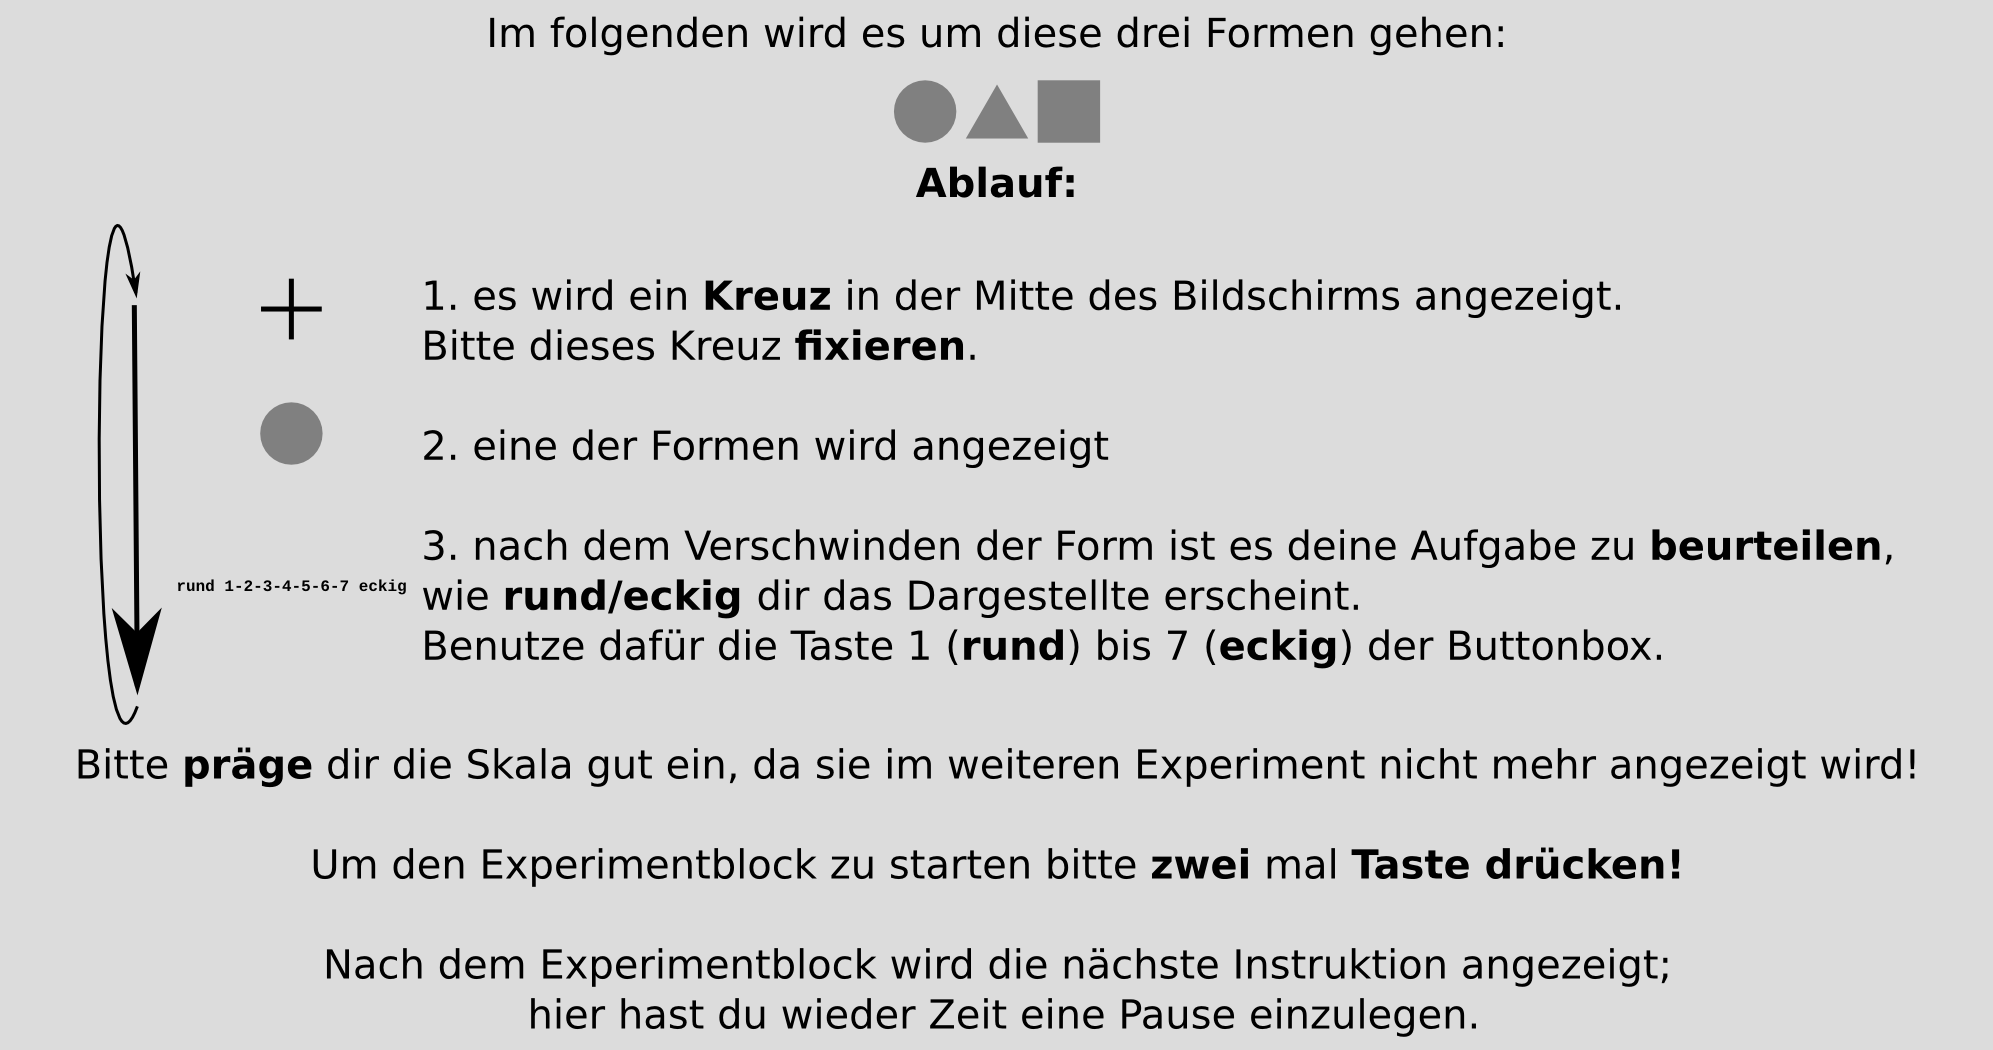 Im folgenden wird es um diese drei Formen gehen:
Ablauf:
1. es wird ein Kreuz in der Mitte des Bildschirms angezeigt.
Bitte dieses Kreuz fixieren.
2. eine der Formen wird angezeigt
3. nach dem Verschwinden der Form ist es deine Aufgabe zu beurteilen,
rund 1-2-3-4-5-6-7 eckig
wie rund/eckig dir das Dargestellte erscheint.
Benutze dafür die Taste 1 (rund) bis 7 (eckig) der Buttonbox.
Bitte präge dir die Skala gut ein, da sie im weiteren Experiment nicht mehr angezeigt wird!
Um den Experimentblock zu starten bitte zwei mal Taste drücken!
Nach dem Experimentblock wird die nächste Instruktion angezeigt;
hier hast du wieder Zeit eine Pause einzulegen.